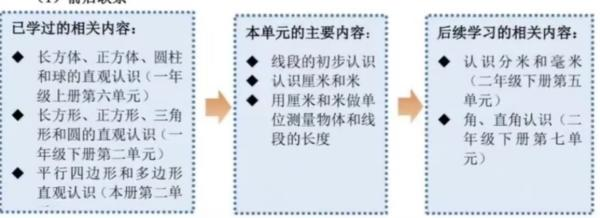 已学过的相关内容：
◆ 长方体、正方体、圆柱
和球的直观认识（一年
级上册第六单元）
◆ 长方形、正方形、三角
形和圆的直观认识（一
年级下册第二单元）
◆ 平行四边形和多边形
直观认识（本册第二单
本单元的主要内容：
◆ 线段的初步认识
◆ 认识厘米和米
◆ 用厘米和米做单
位测量物体和线
段的长度
后续学习的相关内容：
◆ 认识分米和毫米
（二年级下册第五
单元）
◆ 角、直角认识（二
年级下册第七单
元）